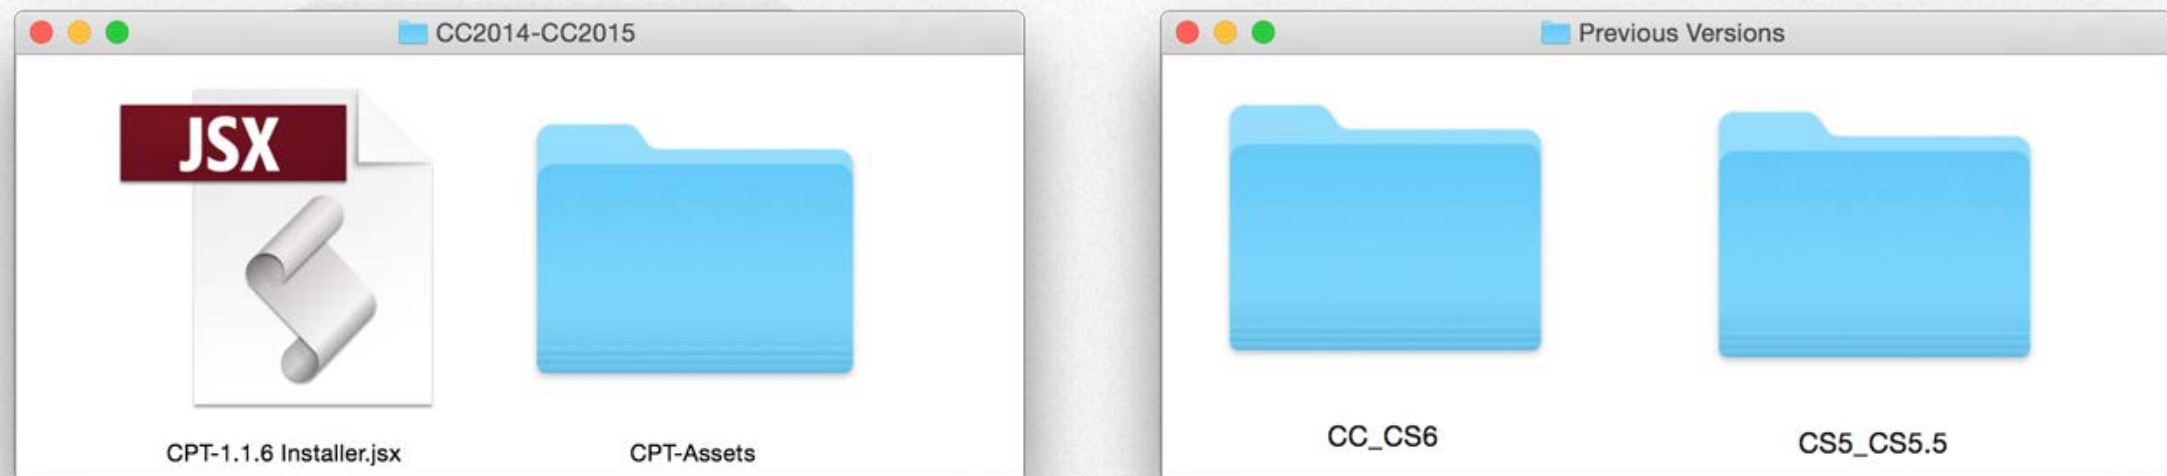 CC2014-CC2015
JSX
CPT-1.1.6 Installer.jsx
CPT-Assets
Previous Versions
CC_CS6
CS5_CS5.5